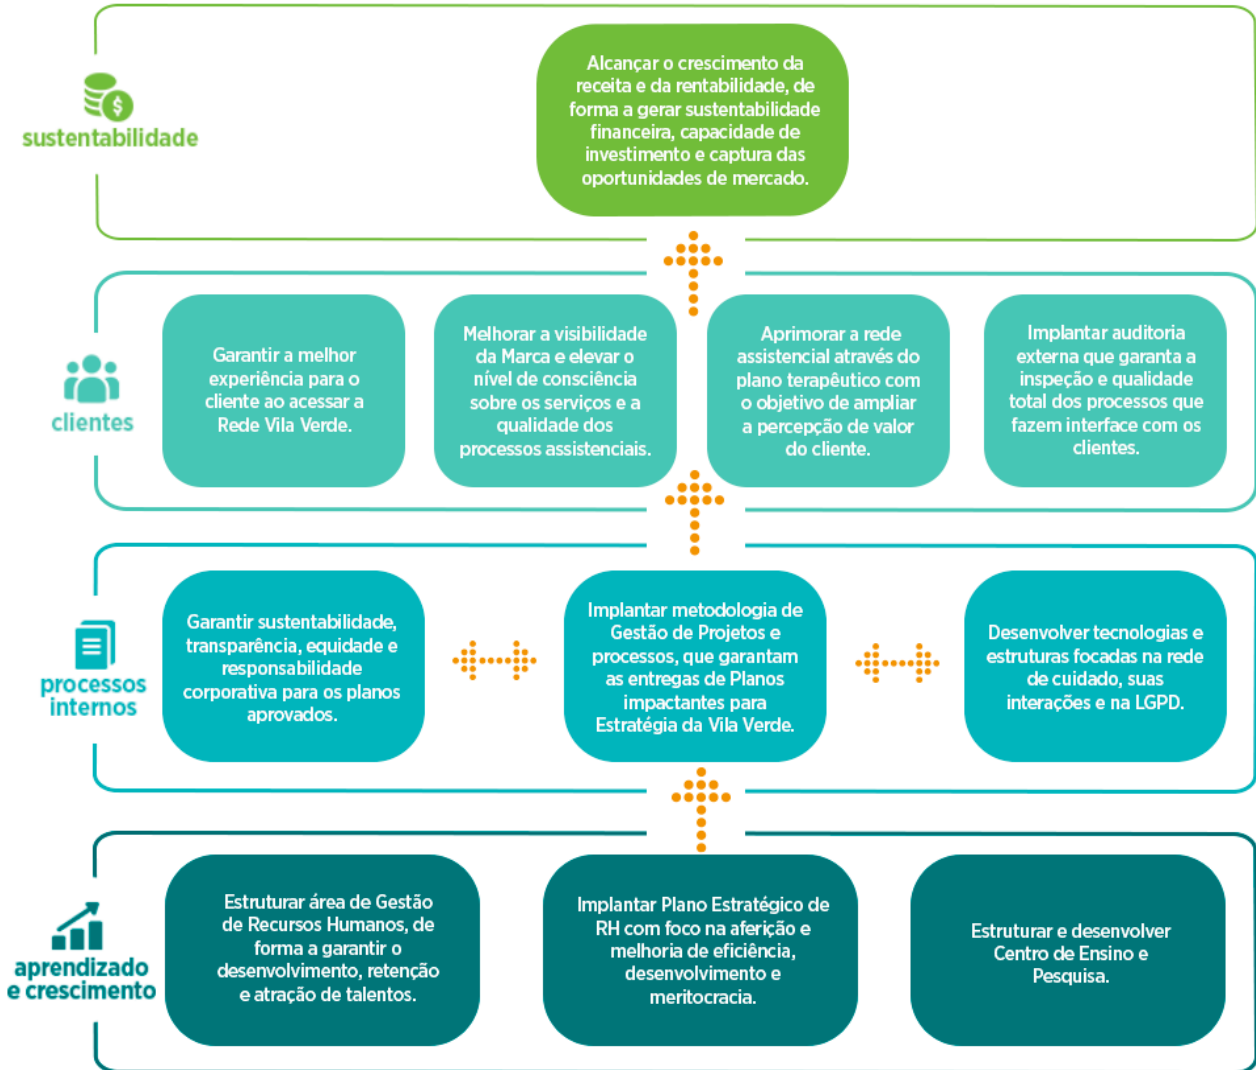 sustentabilidade
Alcançar o crescimento da
receita e da rentabilidade, de
forma a gerar sustentabilidade
financeira, capacidade de
investimento e captura das
oportunidades de mercado.
clientes
Garantir a melhor
experiência para o
cliente ao acessar a
Rede Vila Verde.
Melhorar a visibilidade
da Marca e elevar o
nível de consciência
sobre os serviços e a
qualidade dos
processos assistenciais.
Aprimorar a rede
assistencial através do
plano terapêutico com
o objetivo de ampliar
a percepção de valor
do cliente.
Implantar auditoria
externa que garanta a
inspeção e qualidade
total dos processos que
fazem interface com os
clientes.
processos
internos
Garantir sustentabilidade,
transparência, equidade e
responsabilidade
corporativa para os planos
aprovados.
Implantar metodologia de
Gestão de Projetos e
processos, que garantam
as entregas de Planos
impactantes para
Estratégia da Vila Verde.
Desenvolver tecnologias e
estruturas focadas na rede
de cuidado, suas
interações e na LGPD.
aprendizado
e crescimento
Estruturar área de Gestão
de Recursos Humanos, de
forma a garantir o
desenvolvimento, retenção
e atração de talentos.
Implantar Plano Estratégico de
RH com foco na aferição e
melhoria de eficiência,
desenvolvimento e
meritocracia.
Estruturar e desenvolver
Centro de Ensino e
Pesquisa.